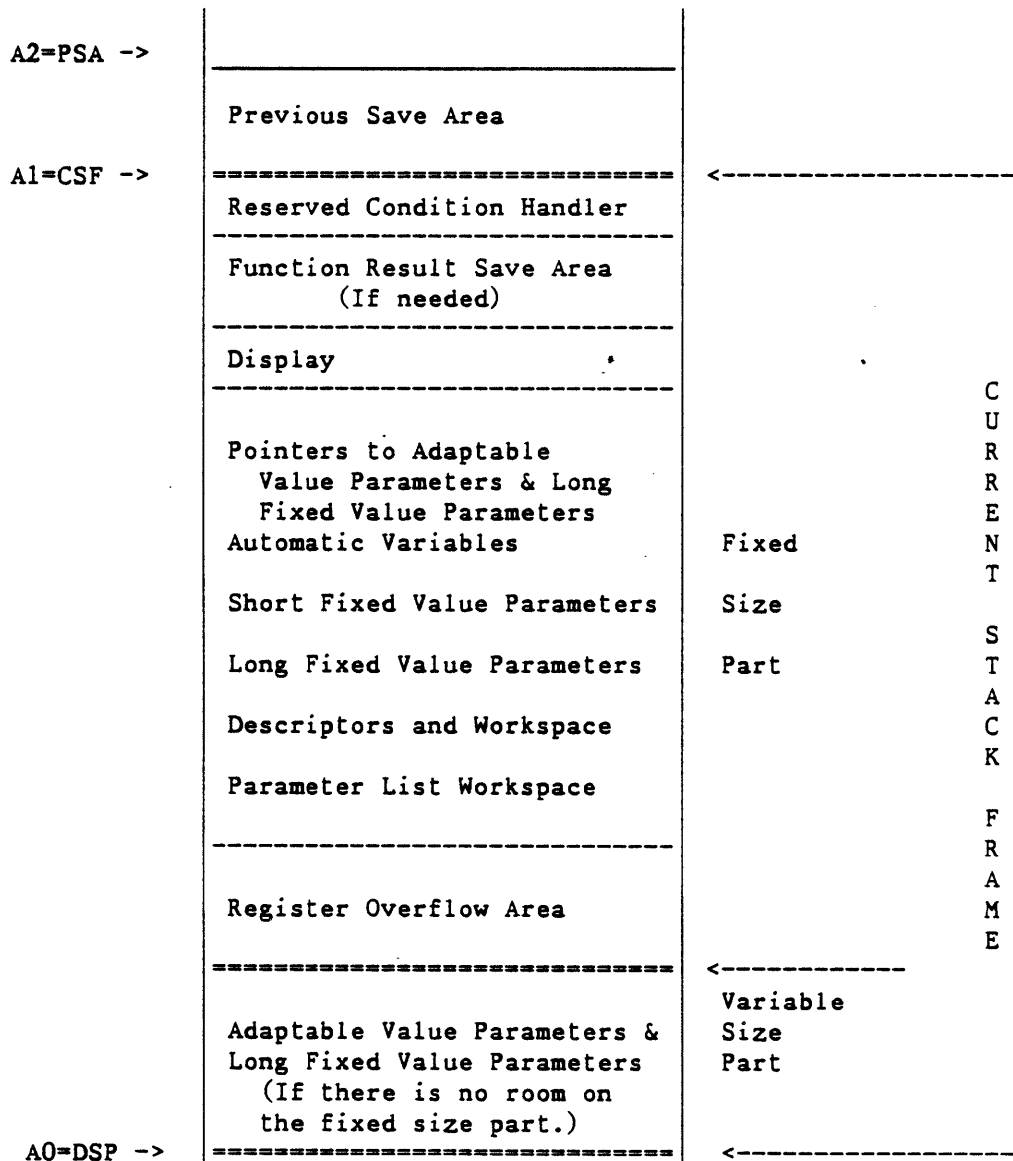 A2=PSA ->
Previous Save Area
A1=CSF -> <--------------------
Reserved Condition Handler
Function Result Save Area
(If needed)
Display
Pointers to Adaptable
Value Parameters & Long
Fixed Value Parameters
Automatic Variables Fixed
Short Fixed Value Parameters Size
Long Fixed Value Parameters Part
Descriptors and Workspace
Parameter List Workspace
Register Overflow Area
<-------------
Variable
Adaptable Value Parameters & Size
Long Fixed Value Parameters Part
(If there is no room on
the fixed size part.)
A0=DSP -> <--------------------
CURRENT STACK FRAME